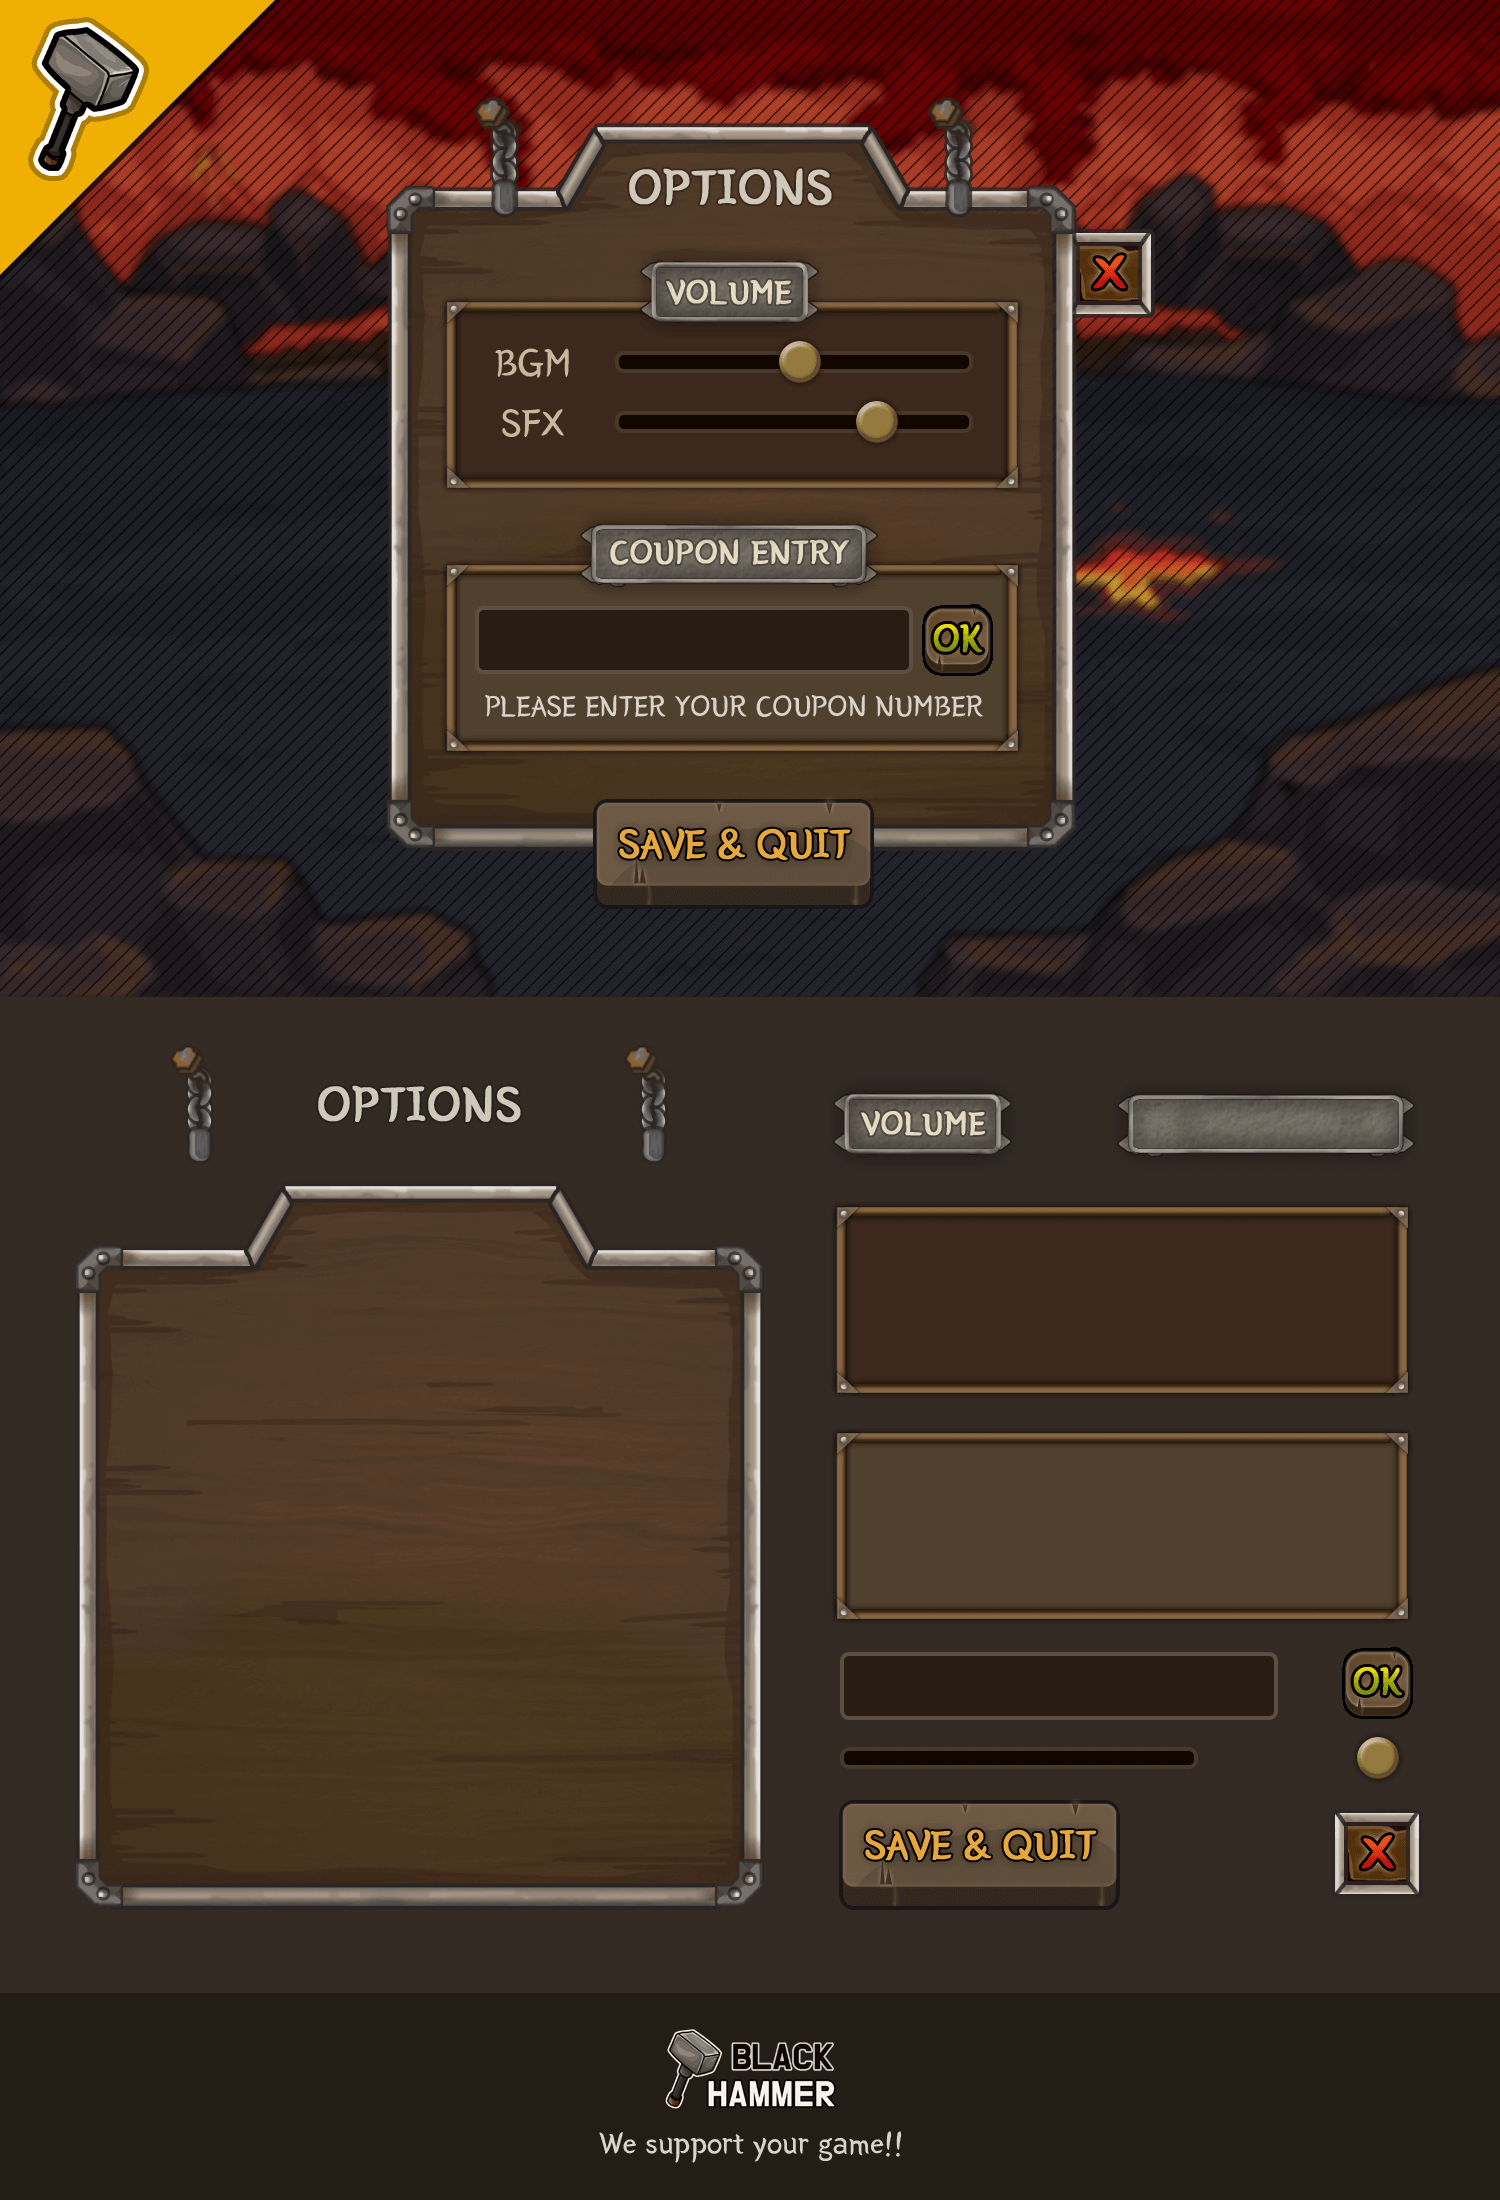 OPTIONS
VOLUME
BGM
SFX
COUPON ENTRY
OK
PLEASE ENTER YOUR COUPON NUMBER
SAVE & QUIT
X
OPTIONS
VOLUME
OK
SAVE & QUIT
X
BLACK
HAMMER
We support your game!!